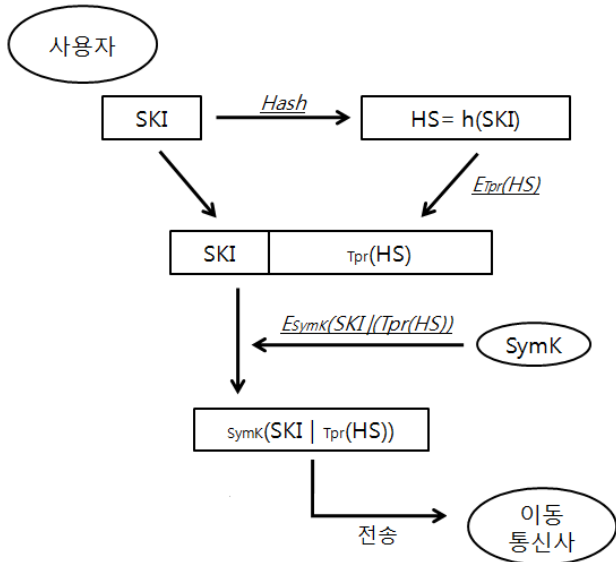 사용자
SKI
Hash
HS= h(SKI)
ETpr(HS)
SKI
Tpr(HS)
ESymK(SKI|(Tpr(HS))
SymK
SymK(SKI | Tpr(HS))
전송
이동
통신사